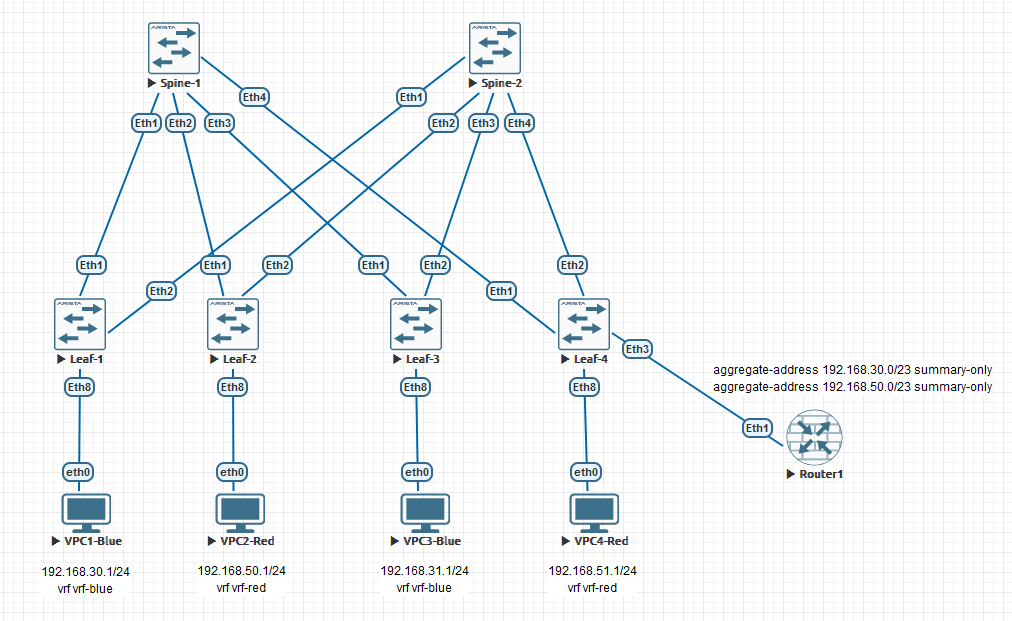 ARISTA
ARISTA
Spine-1
Spine-2
Eth4
Eth1
Eth1
Eth2
Eth3
Eth2
Eth3
Eth4
Eth1
Eth1
Eth2
Eth1
Eth2
Eth2
Eth2
Eth1
ARISTA
ARISTA
ARISTA
ARISTA
Leaf-1
Leaf-2
Leaf-3
Leaf-4
Eth3
aggregate-address 192.168.30.0/23 summary-only
aggregate-address 192.168.50.0/23 summary-only
Eth8
Eth8
Eth8
Eth8
Eth1
Router1
eth0
eth0
eth0
eth0
VPC1-Blue
VPC2-Red
VPC3-Blue
VPC4-Red
192.168.30.1/24
vrf vrf-blue
192.168.50.1/24
vrf vrf-red
192.168.31.1/24
vrf vrf-blue
192.168.51.1/24
vrf vrf-red